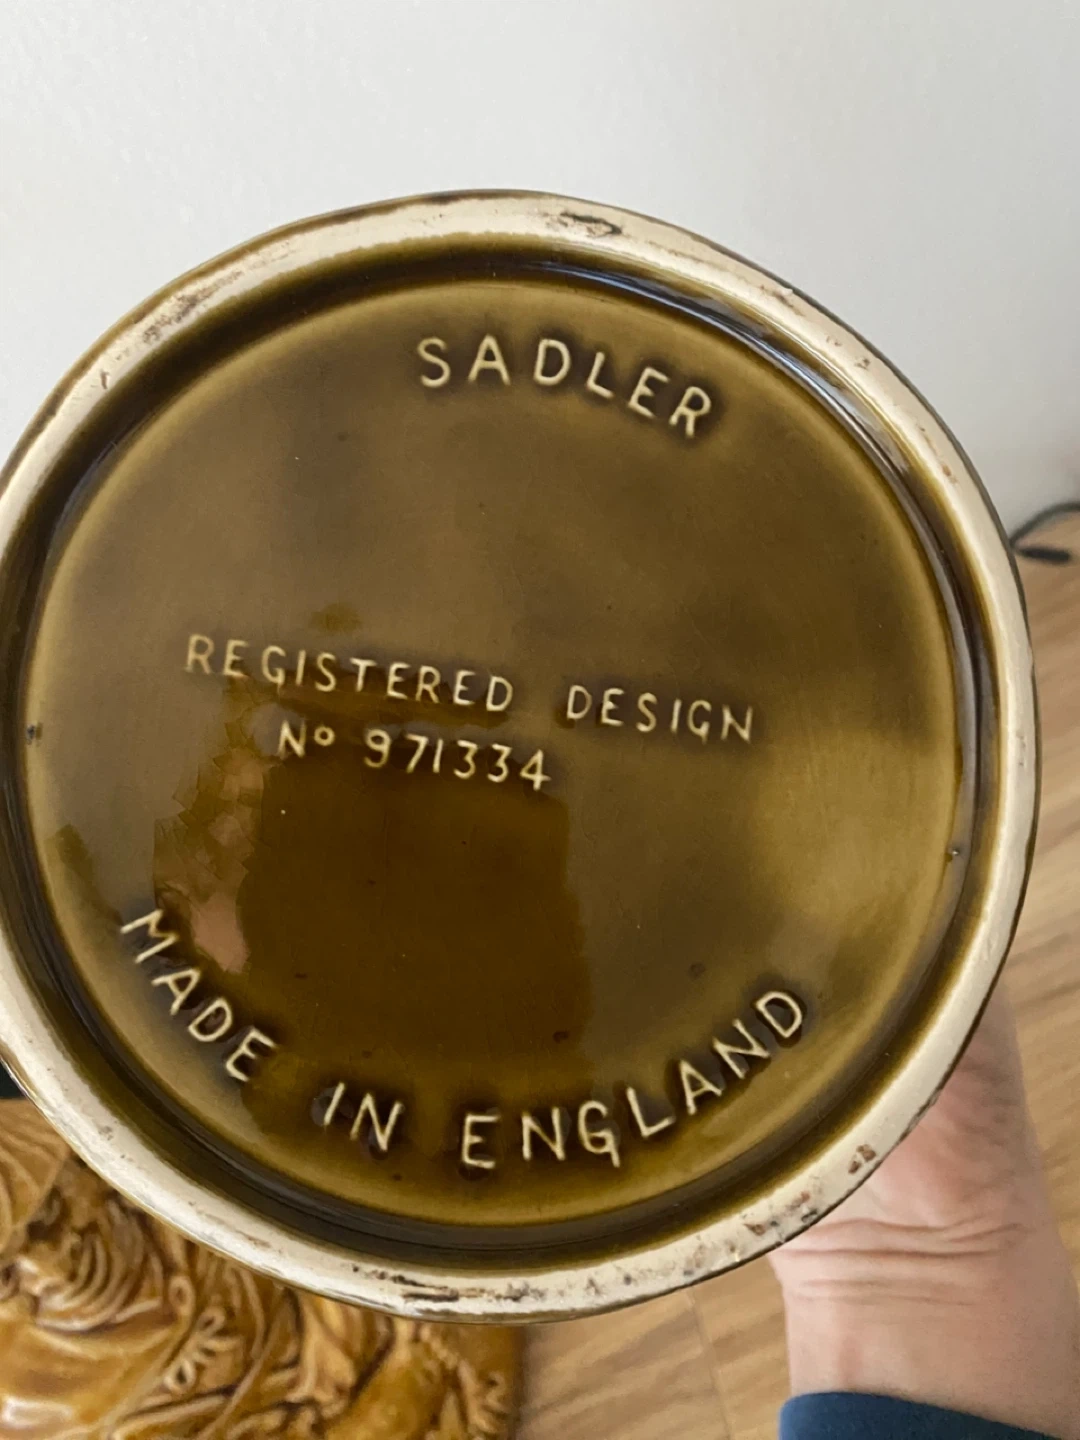 SADLER
REGISTERED DESIGN
Nº 971334
MADE IN ENGLAND